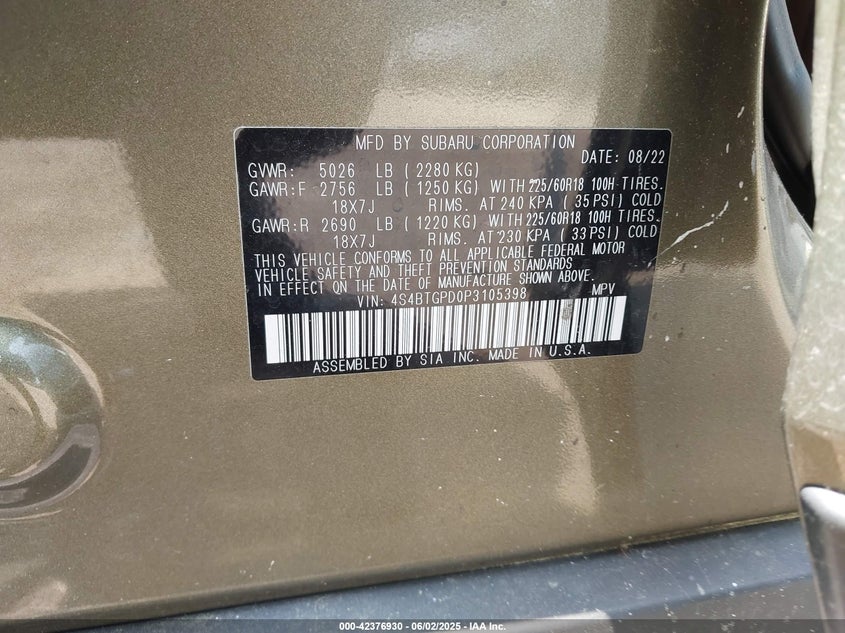 MFD BY SUBARU CORPORATION
DATE: 08/22
GVWR: 5026 LB ( 2280 KG)
GAWR:F 2756 LB ( 1250 KG) WITH 225/60R18 100H TIRES.
18X7J RIMS. AT 240 KPA ( 35 PSI) COLD
GAWR:R 2690 LB ( 1220 KG) WITH 225/60R18 100H TIRES.
18X7J RIMS. AT 230 KPA ( 33 PSI) COLD
THIS VEHICLE CONFORMS TO ALL APPLICABLE FEDERAL MOTOR
VEHICLE SAFETY AND THEFT PREVENTION STANDARDS
IN EFFECT ON THE DATE OF MANUFACTURE SHOWN ABOVE.
VIN: 4S4BTGPD0P3105398 MPV
ASSEMBLED BY SIA INC. MADE IN U.S.A.
000-42376930 - 06/02/2025 - IAA Inc.